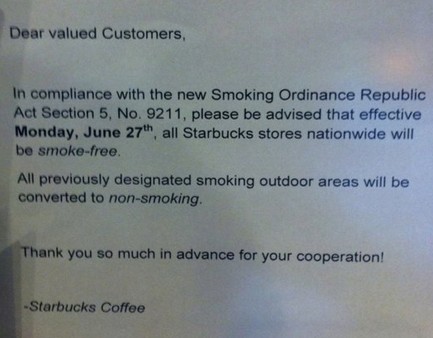 Dear valued Customers,
In compliance with the new Smoking Ordinance Republic
Act Section 5, No. 9211, please be advised that effective
Monday, June 27th, all Starbucks stores nationwide will
be smoke-free.
All previously designated smoking outdoor areas will be
converted to non-smoking.
Thank you so much in advance for your cooperation!
-Starbucks Coffee